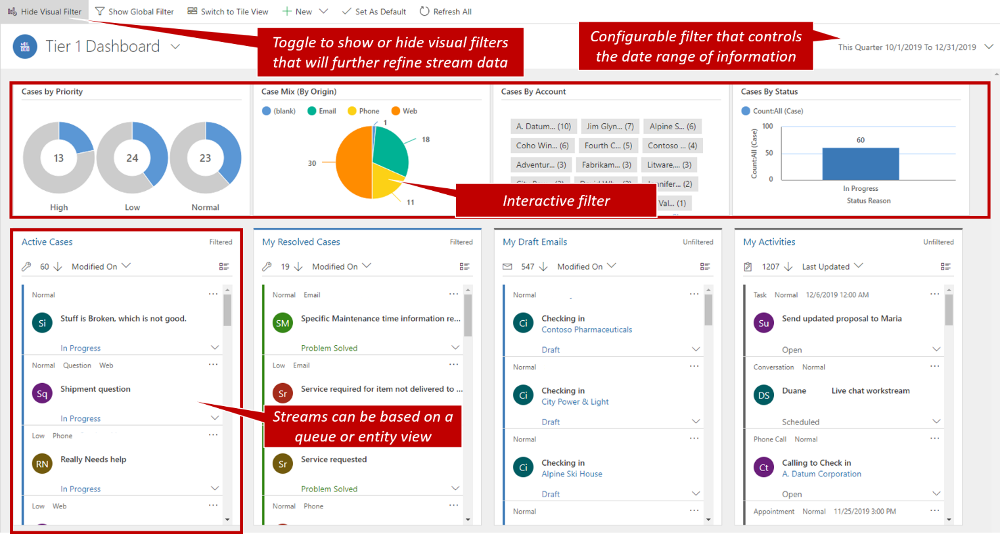 Hide Visual Filter Show Global Filter Switch to Tile View New Set As Default Refresh All
Tier 1 Dashboard
Toggle to show or hide visual filters
that will further refine stream data
Configurable filter that controls
the date range of information
This Quarter 10/1/2019 To 12/31/2019
Cases by Priority
13 24 23
High Low Normal
Case Mix (By Origin)
(blank) Email Phone Web
1
18
30
11
Interactive filter
Cases By Account
A. Datum... (10) Jim Glyn... (7) Alpine S... (6)
Coho Win... (6) Fourth C... (5) Contoso ... (4)
Adventur... (3) Fabrikam... (3) Litware,... (3)
(2)
Val... (1)
Cases By Status
Count:All (Case)
100
60
50
0
Count:All (Case)
In Progress
Status Reason
Active Cases Filtered
60 Modified On
Normal ...
Si Stuff is Broken, which is not good.
In Progress
Normal Question Web ...
Sq Shipment question
In Progress
Low Phone ...
RN Really Needs help
In Progress
Low Web ...
Streams can be based on a
queue or entity view
My Resolved Cases Filtered
19 Modified On
Normal Email ...
SM Specific Maintenance time information re...
Problem Solved
Low Email ...
Sr Service required for item not delivered to ...
Sr Service requested
Problem Solved
Normal Phone ...
My Draft Emails Unfiltered
547 Modified On
Normal ...
Ci Checking in
Contoso Pharmaceuticals
Draft
Normal ...
Ci Checking in
City Power & Light
Draft
Normal ...
Ci Checking in
Alpine Ski House
Draft
Normal ...
My Activities Unfiltered
1207 Last Updated
Task Normal 12/6/2019 12:00 AM ...
Su Send updated proposal to Maria
Open
Conversation Normal ...
DS Duane Live chat workstream
Scheduled
Phone Call Normal ...
Ct Calling to Check in
A. Datum Corporation
Open
Appointment Normal 11/25/2019 3:00 PM ...